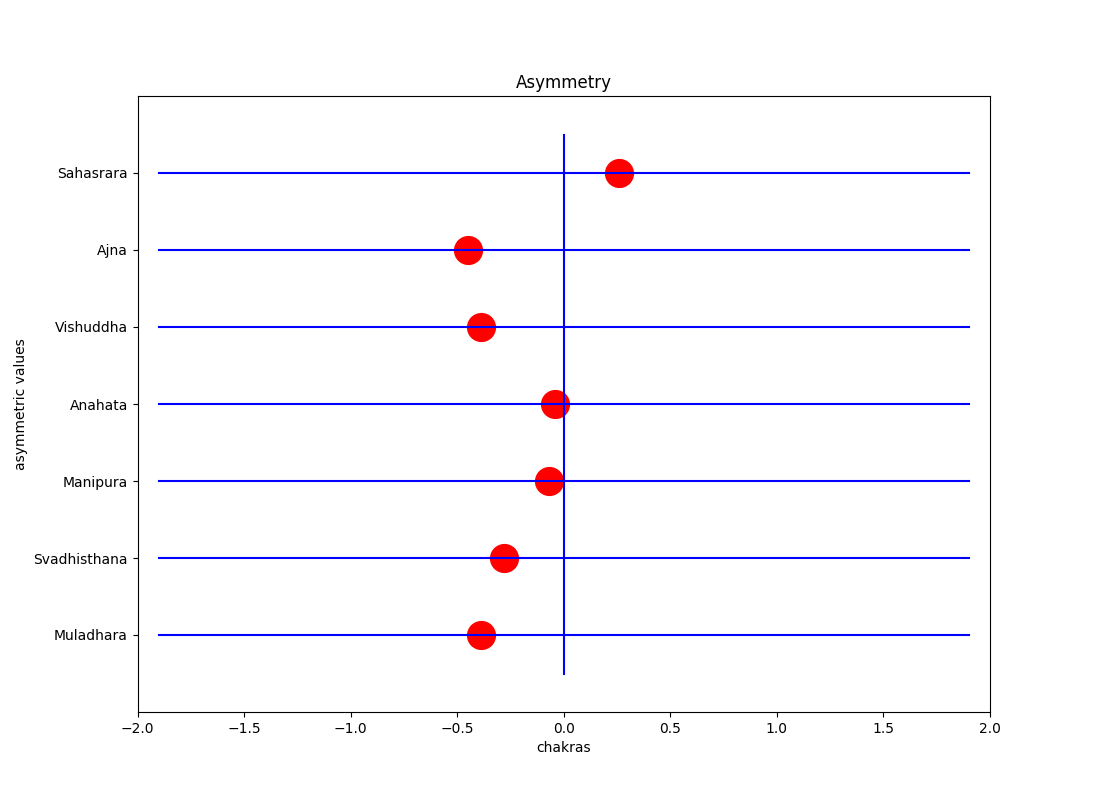 Asymmetry
Sahasrara
Ajna
Vishuddha
Anahata
Manipura
Svadhisthana
Muladhara
asymmetric values
−2.0 −1.5 −1.0 −0.5 0.0 0.5 1.0 1.5 2.0
chakras